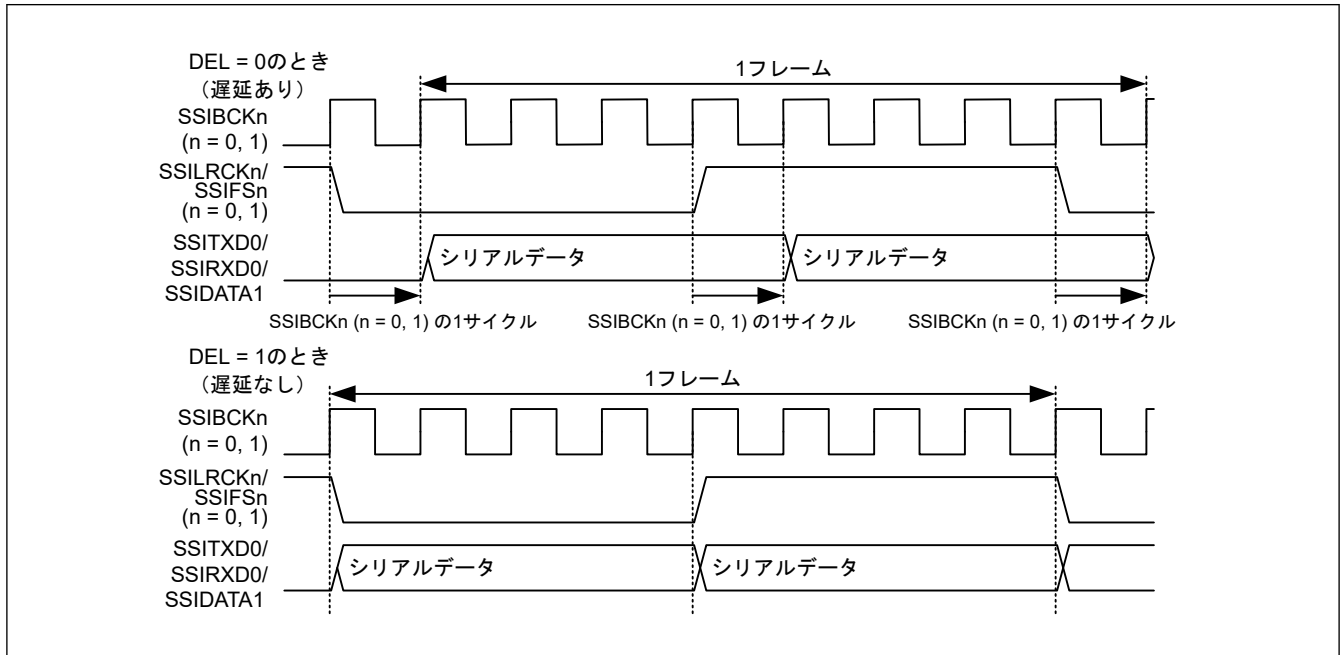 DEL = 0のとき
（遅延あり）
1フレーム
SSIBCKn
(n = 0, 1)
SSILRCKn/
SSIFSn
(n = 0, 1)
SSITXD0/
SSIRXD0/
SSIDATA1
シリアルデータ
シリアルデータ
SSIBCKn (n = 0, 1) の1サイクル
SSIBCKn (n = 0, 1) の1サイクル
SSIBCKn (n = 0, 1) の1サイクル
DEL = 1のとき
（遅延なし）
1フレーム
SSIBCKn
(n = 0, 1)
SSILRCKn/
SSIFSn
(n = 0, 1)
SSITXD0/
SSIRXD0/
SSIDATA1
シリアルデータ
シリアルデータ